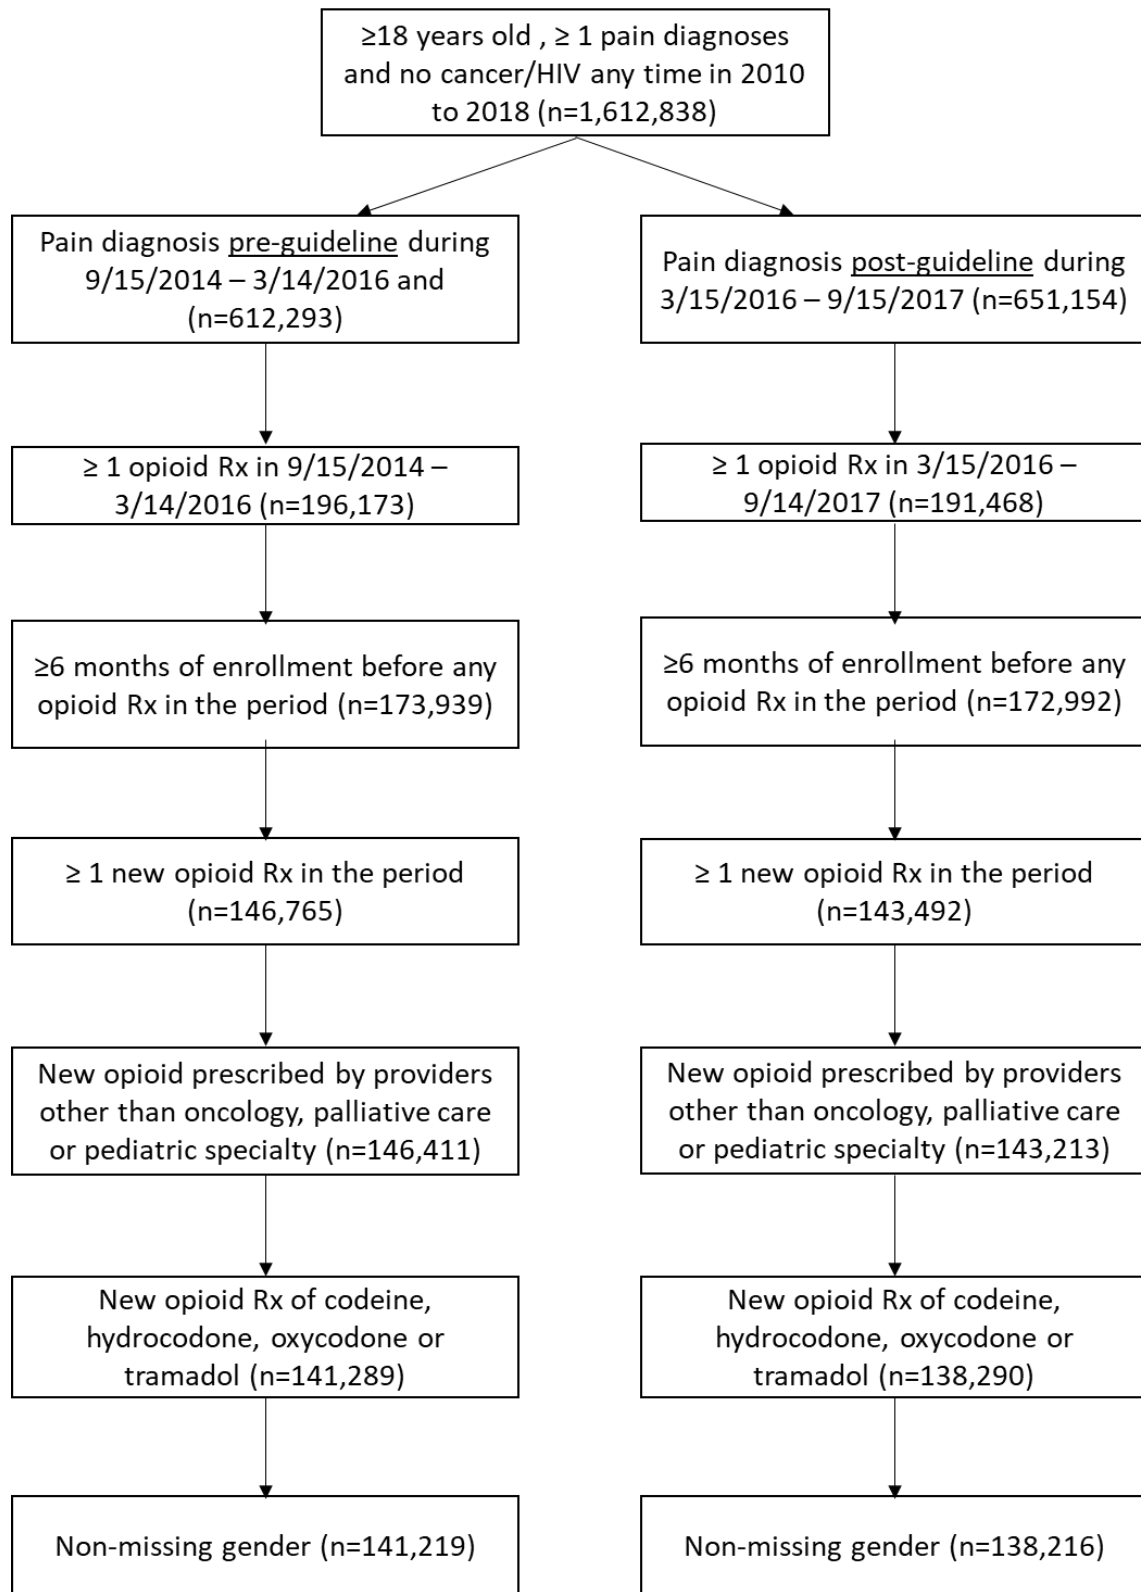 ≥18 years old , ≥ 1 pain diagnoses
and no cancer/HIV any time in 2010
to 2018 (n=1,612,838)
Pain diagnosis pre-guideline during
9/15/2014 – 3/14/2016 and
(n=612,293)
Pain diagnosis post-guideline during
3/15/2016 – 9/15/2017 (n=651,154)
≥ 1 opioid Rx in 9/15/2014 –
3/14/2016 (n=196,173)
≥ 1 opioid Rx in 3/15/2016 –
9/14/2017 (n=191,468)
≥6 months of enrollment before any
opioid Rx in the period (n=173,939)
≥6 months of enrollment before any
opioid Rx in the period (n=172,992)
≥ 1 new opioid Rx in the period
(n=146,765)
≥ 1 new opioid Rx in the period
(n=143,492)
New opioid prescribed by providers
other than oncology, palliative care
or pediatric specialty (n=146,411)
New opioid prescribed by providers
other than oncology, palliative care
or pediatric specialty (n=143,213)
New opioid Rx of codeine,
hydrocodone, oxycodone or
tramadol (n=141,289)
New opioid Rx of codeine,
hydrocodone, oxycodone or
tramadol (n=138,290)
Non-missing gender (n=141,219)
Non-missing gender (n=138,216)